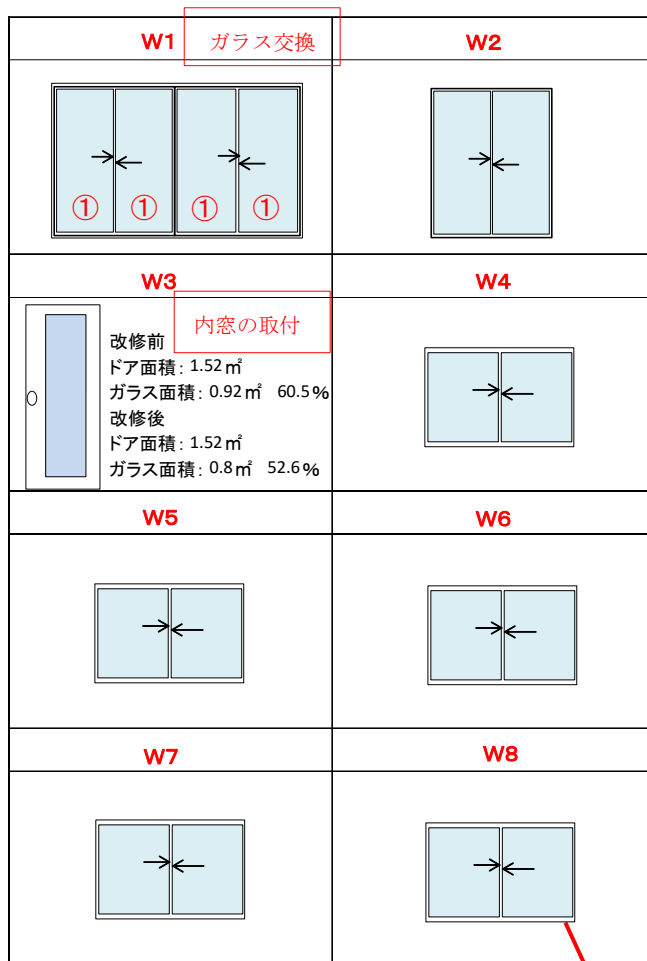 W1
ガラス交換
W2
①
①
①
①
W3
内窓の取付
W4
改修前
ドア面積：1.52㎡
ガラス面積：0.92㎡ 60.5%
改修後
ドア面積：1.52㎡
ガラス面積：0.8㎡ 52.6%
W5
W6
W7
W8